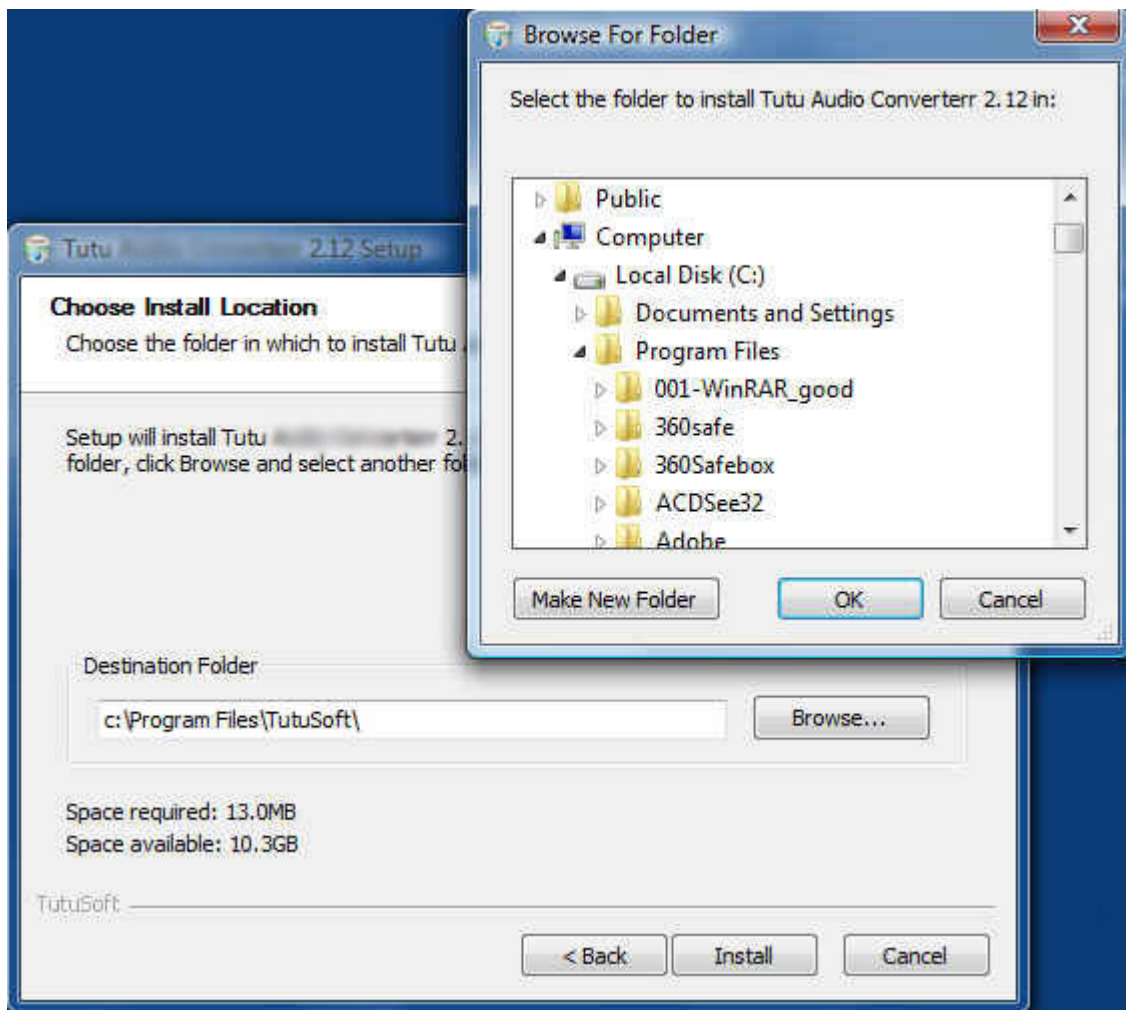 Browse For Folder
Select the folder to install Tutu Audio Converterr 2.12 in:
Public
Computer
Local Disk (C:)
Documents and Settings
Program Files
001-WinRAR_good
360safe
360Safebox
ACDSee32
Adobe
Make New Folder
OK
Cancel
Tutu 2.12 Setup
Choose Install Location
Choose the folder in which to install Tutu
Setup will install Tutu 2.
folder, click Browse and select another fol
Destination Folder
c:\Program Files\TutuSoft\
Browse...
Space required: 13.0MB
Space available: 10.3GB
TutuSoft
< Back
Install
Cancel